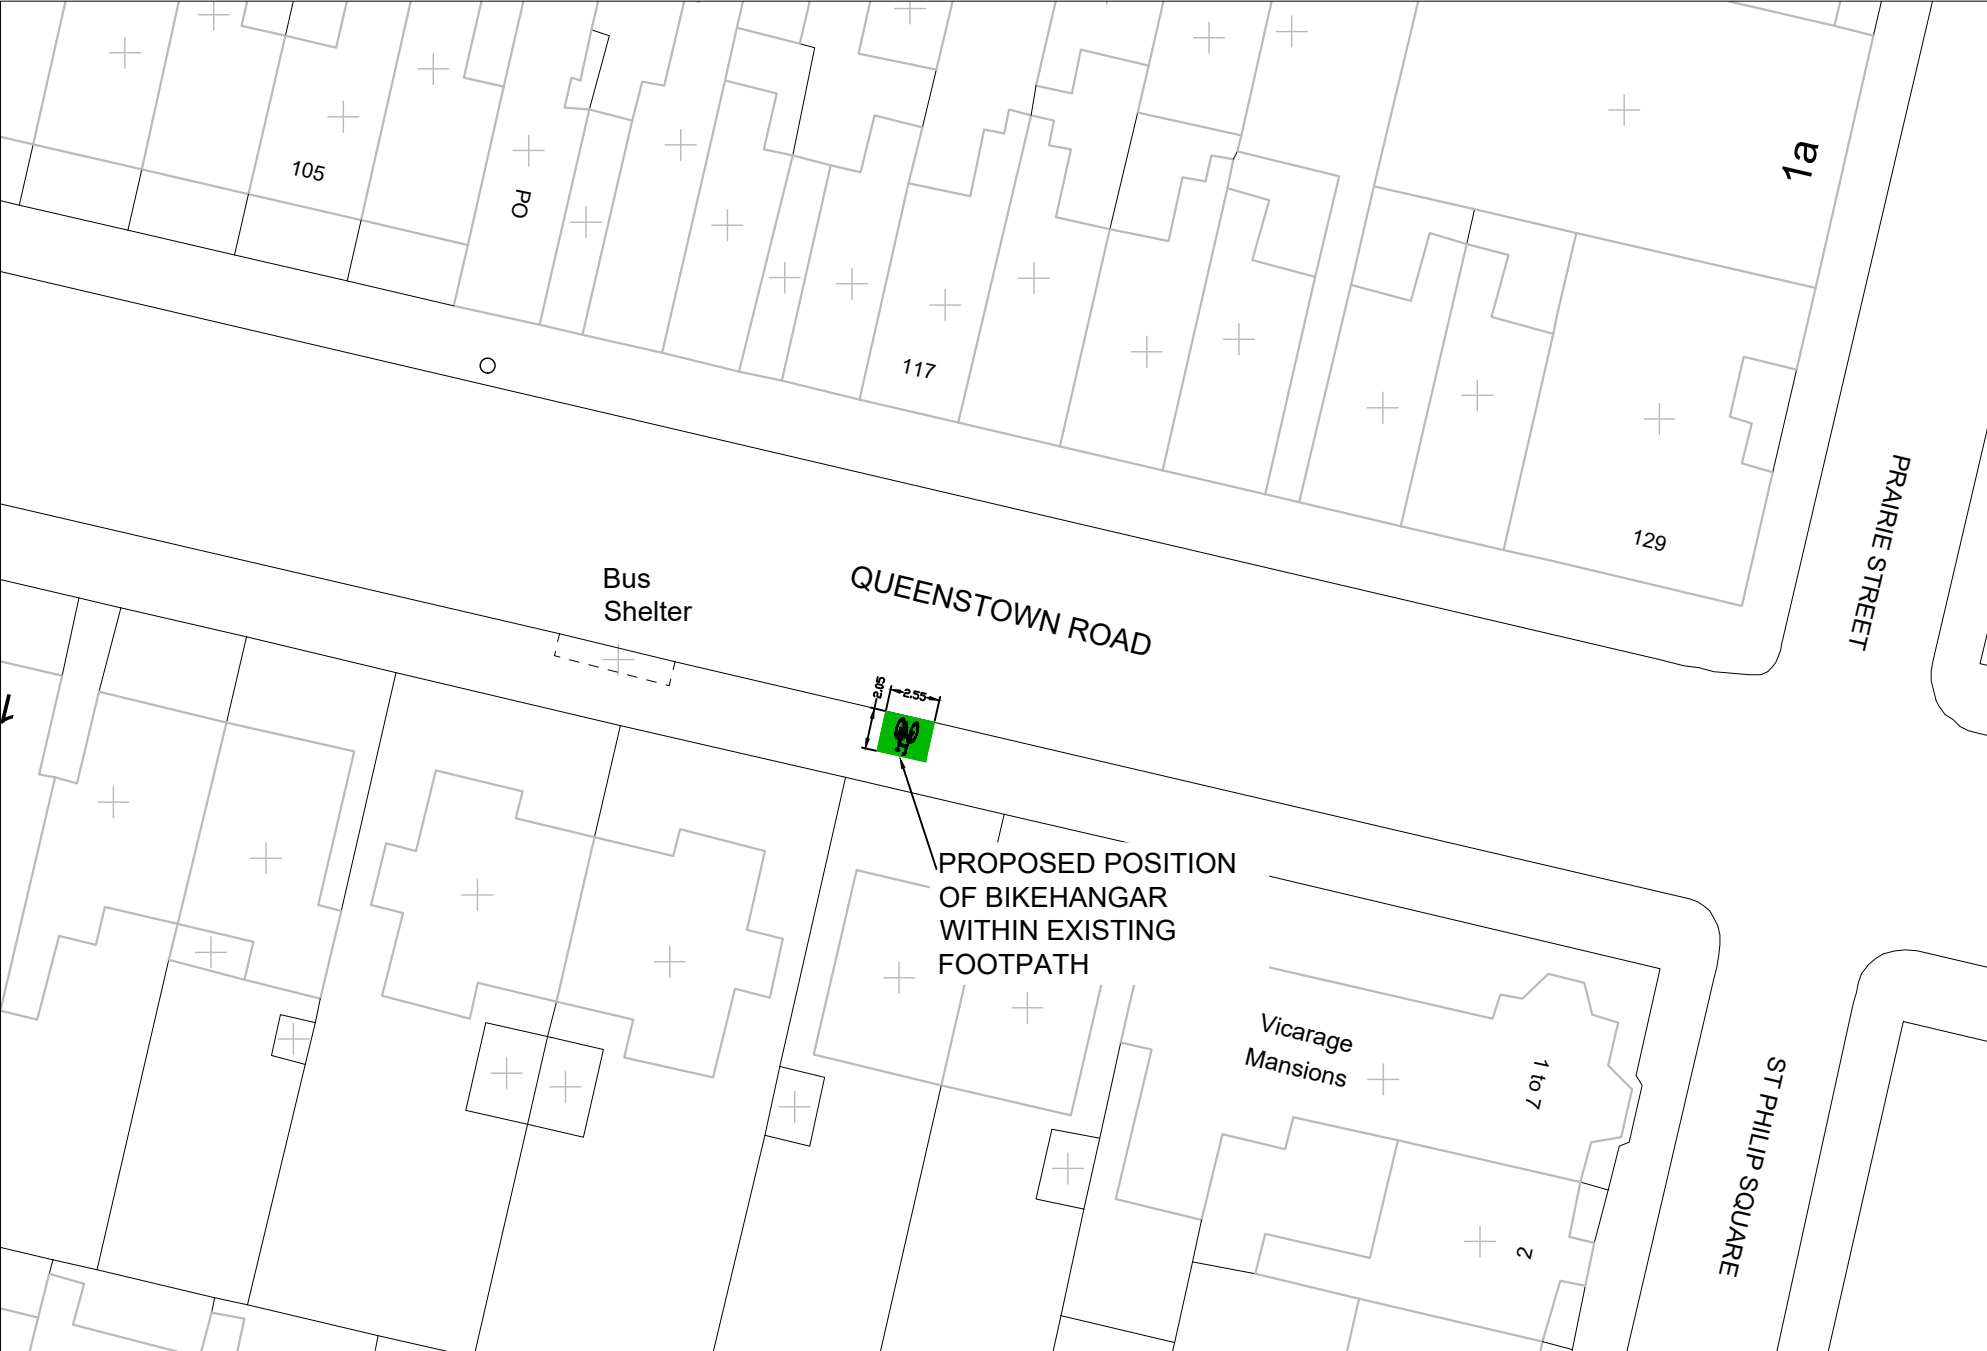 1a
105
PO
117
129
PRAIRIE STREET
Bus
Shelter
QUEENSTOWN ROAD
2.05
2.55
PROPOSED POSITION
OF BIKEHANGAR
WITHIN EXISTING
FOOTPATH
Vicarage
Mansions
1 to 7
ST PHILIP SQUARE
2